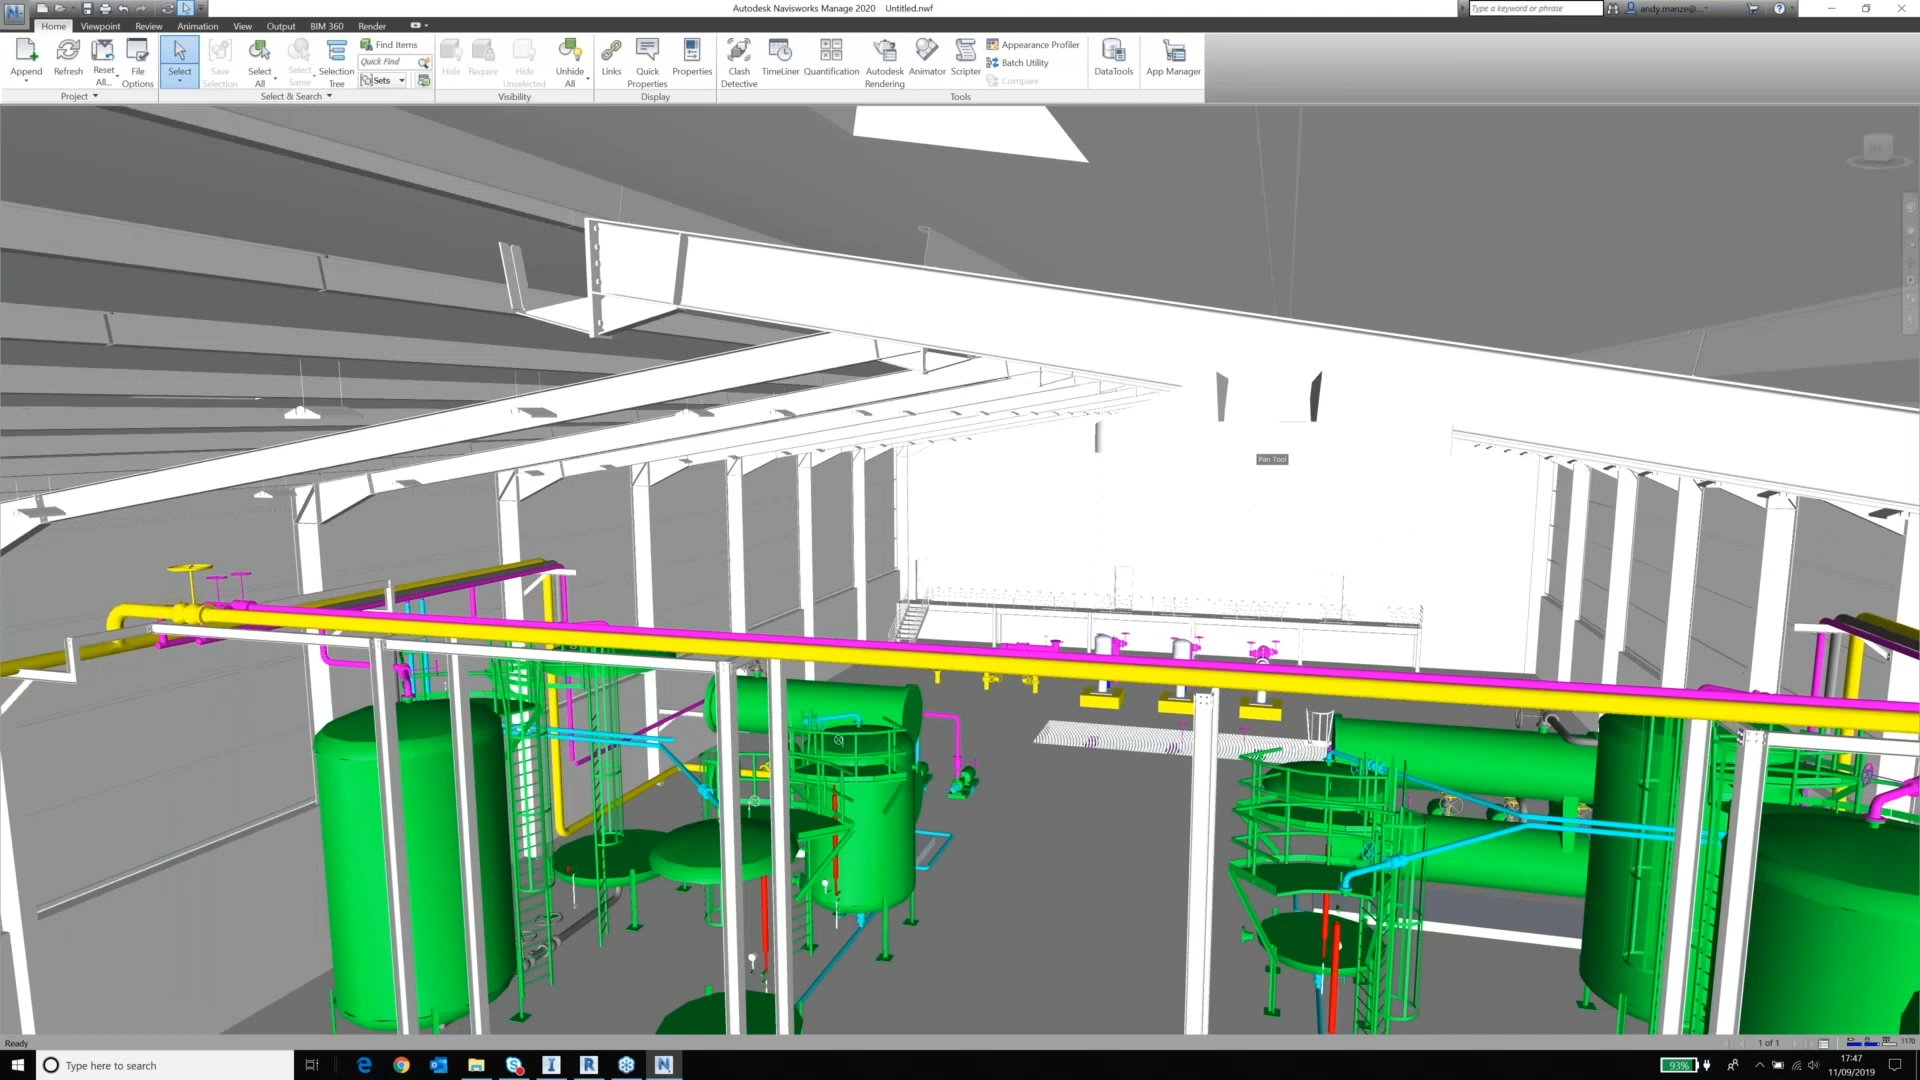 Autodesk Navisworks Manage 2020 Untitled.nwf
Type a keyword or phrase
andy.manze@...
Home Viewpoint Review Animation View Output BIM 360 Render
Append
Refresh
Reset All...
File Options
Project
Select
Save Selection
Select All
Select Same
Selection Tree
Find Items
Quick Find
Sets
Select & Search
Hide
Require
Hide Unselected
Unhide All
Visibility
Links
Quick Properties
Properties
Display
Clash Detective
TimeLiner
Quantification
Autodesk Rendering
Animator
Scripter
Appearance Profiler
Batch Utility
Compare
Tools
DataTools
App Manager
Pan Tool
Ready
1 of 1
1170
Type here to search
93%
17:47
11/09/2019